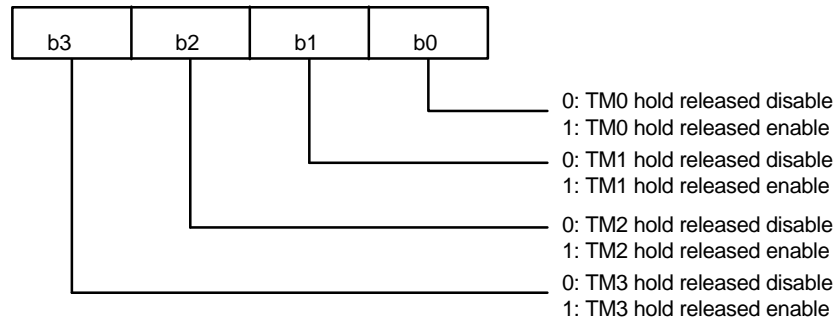 b3 b2 b1 b0
0: TM0 hold released disable
1: TM0 hold released enable
0: TM1 hold released disable
1: TM1 hold released enable
0: TM2 hold released disable
1: TM2 hold released enable
0: TM3 hold released disable
1: TM3 hold released enable